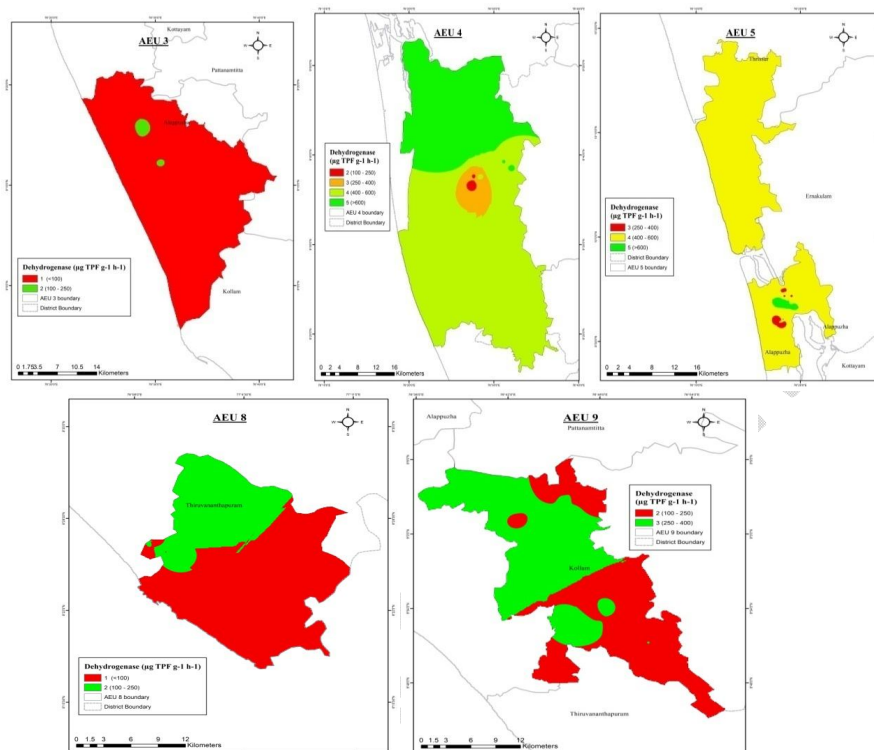 AEU 3
Kottayam
Pattanamtitta
Kollam
Dehydrogenase (µg TPF g-1 h-1)
1 (<100)
2 (100 - 250)
AEU 3 boundary
District Boundary
0 1.75 3.5 7 10.5 14
Kilometers
N
W E
S
AEU 4
Dehydrogenase
(µg TPF g-1 h-1)
2 (100 - 250)
3 (250 - 400)
4 (400 - 600)
5 (>600)
AEU 4 boundary
District Boundary
0 2 4 8 12 16
Kilometers
N
W E
S
AEU 5
Thrissur
Ernakulam
Dehydrogenase
(µg TPF g-1 h-1)
3 (250 - 400)
4 (400 - 600)
5 (>600)
District Boundary
AEU 5 boundary
Alappuzha
Alappuzha
Kottayam
0 2 4 8 12 16
Kilometers
N
W E
S
AEU 8
Thiruvananthapuram
Dehydrogenase (µg TPF g-1 h-1)
1 (<100)
2 (100 - 250)
AEU 8 boundary
District Boundary
0 1.5 3 6 9 12
Kilometers
N
W E
S
AEU 9
Alappuzha
Pattanamtitta
Dehydrogenase
(µg TPF g-1 h-1)
2 (100 - 250)
3 (250 - 400)
AEU 9 boundary
District Boundary
Kollam
Thiruvananthapuram
0 1.5 3 6 9 12
Kilometers
N
W E
S